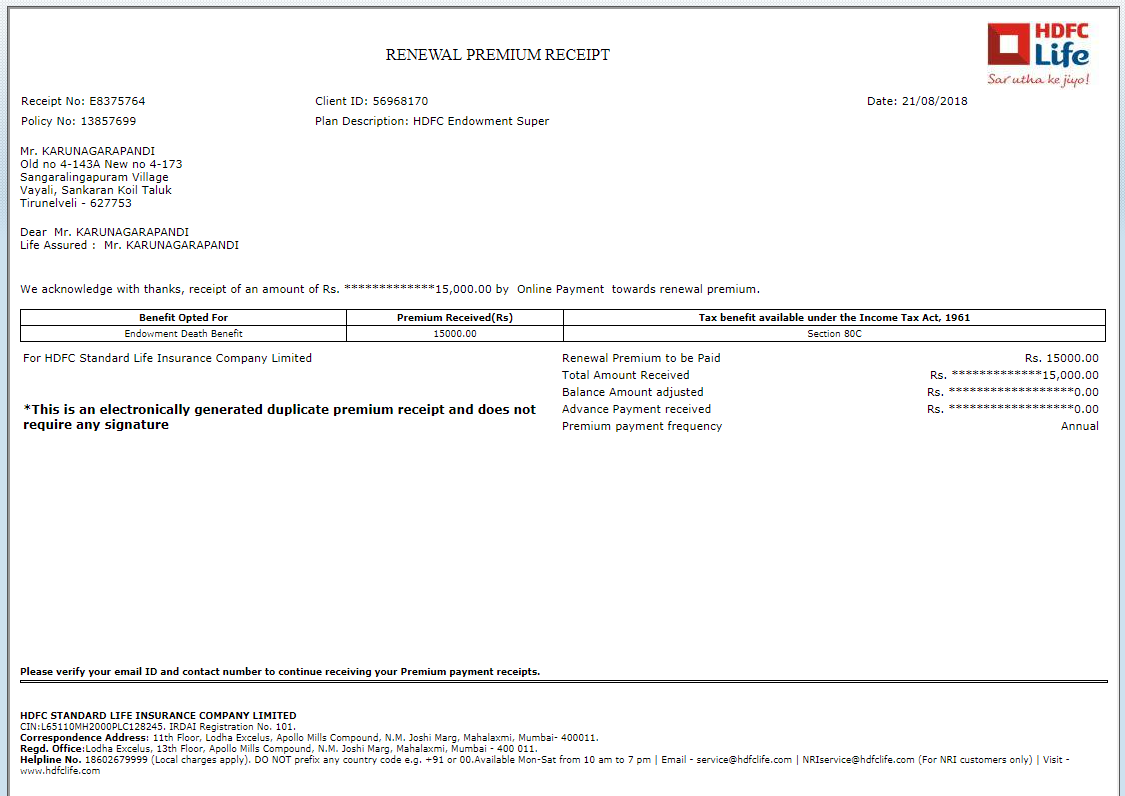 HDFC
Life
Sar utha ke jiyo!
RENEWAL PREMIUM RECEIPT
Receipt No: E8375764 Client ID: 56968170 Date: 21/08/2018
Policy No: 13857699 Plan Description: HDFC Endowment Super
Mr. KARUNAGARAPANDI
Old no 4-143A New no 4-173
Sangaralingapuram Village
Vayali, Sankaran Koil Taluk
Tirunelveli - 627753
Dear Mr. KARUNAGARAPANDI
Life Assured : Mr. KARUNAGARAPANDI
We acknowledge with thanks, receipt of an amount of Rs. *************15,000.00 by Online Payment towards renewal premium.
Benefit Opted For Premium Received(Rs) Tax benefit available under the Income Tax Act, 1961
Endowment Death Benefit 15000.00 Section 80C
For HDFC Standard Life Insurance Company Limited Renewal Premium to be Paid Rs. 15000.00
Total Amount Received Rs. *************15,000.00
Balance Amount adjusted Rs. ******************0.00
*This is an electronically generated duplicate premium receipt and does not Advance Payment received Rs. ******************0.00
require any signature Premium payment frequency Annual
Please verify your email ID and contact number to continue receiving your Premium payment receipts.
HDFC STANDARD LIFE INSURANCE COMPANY LIMITED
CIN:L65110MH2000PLC128245. IRDAI Registration No. 101.
Correspondence Address: 11th Floor, Lodha Excelus, Apollo Mills Compound, N.M. Joshi Marg, Mahalaxmi, Mumbai- 400011.
Regd. Office:Lodha Excelus, 13th Floor, Apollo Mills Compound, N.M. Joshi Marg, Mahalaxmi, Mumbai - 400 011.
Helpline No. 18602679999 (Local charges apply). DO NOT prefix any country code e.g. +91 or 00.Available Mon-Sat from 10 am to 7 pm | Email - service@hdfclife.com | NRIservice@hdfclife.com (For NRI customers only) | Visit -
www.hdfclife.com